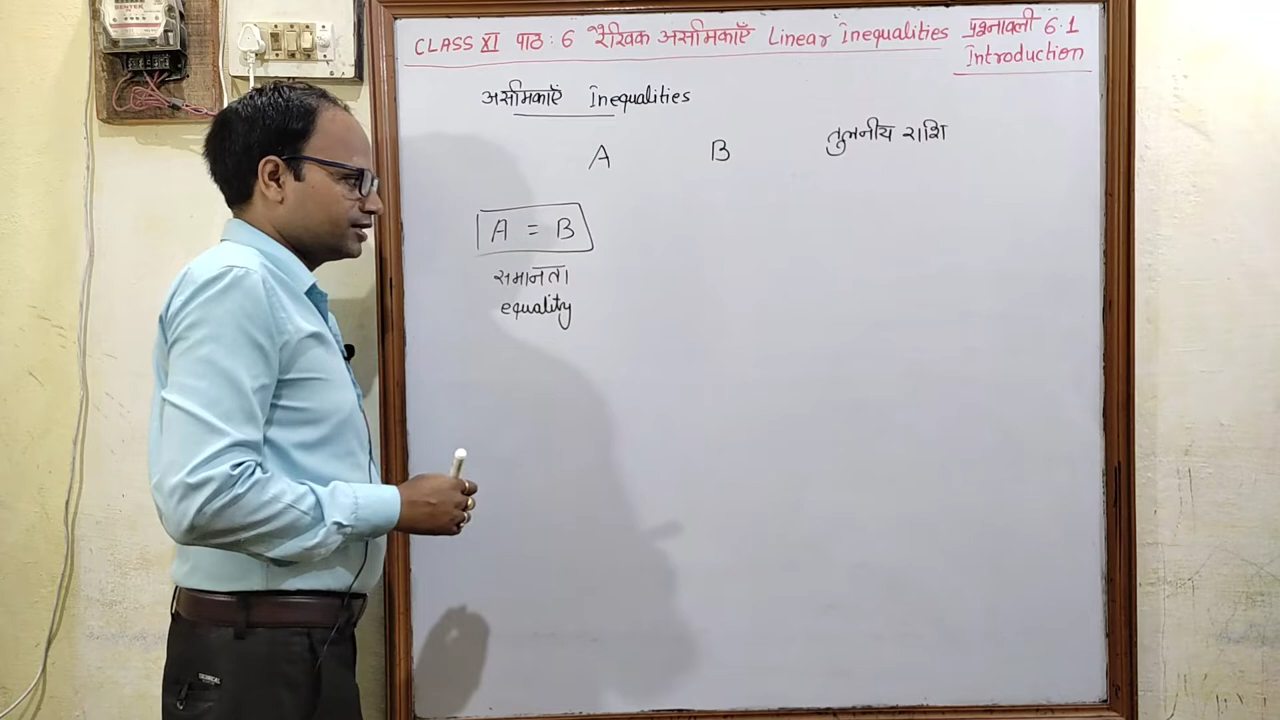 CLASS XI पाठ: 6 रैखिक असमिकाएँ Linear Inequalities प्रश्नावली 6.1
Introduction
असमिकाएँ Inequalities
A B तुलनीय राशि
A = B
समानता
equality